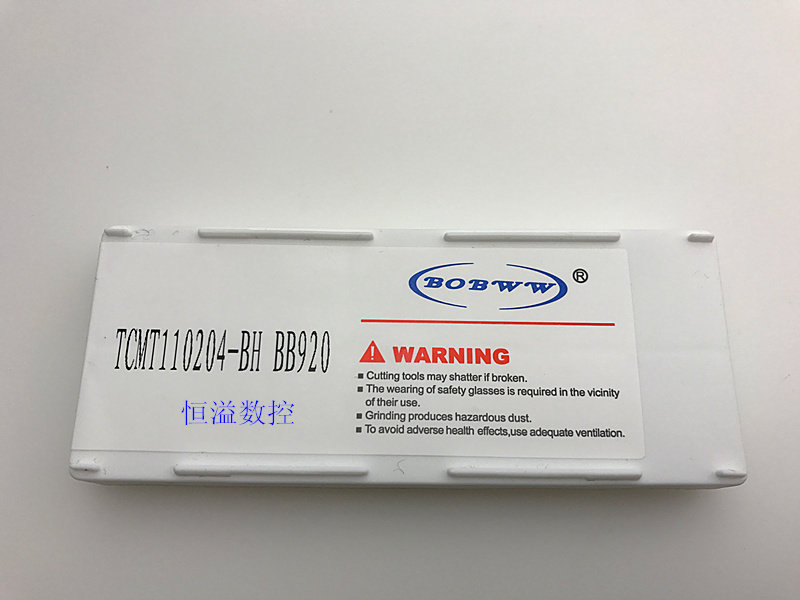 BOBWW®
TCMT110204-BH BB920
WARNING
■ Cutting tools may shatter if broken.
■ The wearing of safety glasses is required in the vicinity
of their use.
■ Grinding produces hazardous dust.
■ To avoid adverse health effects,use adequate ventilation.
恒溢数控